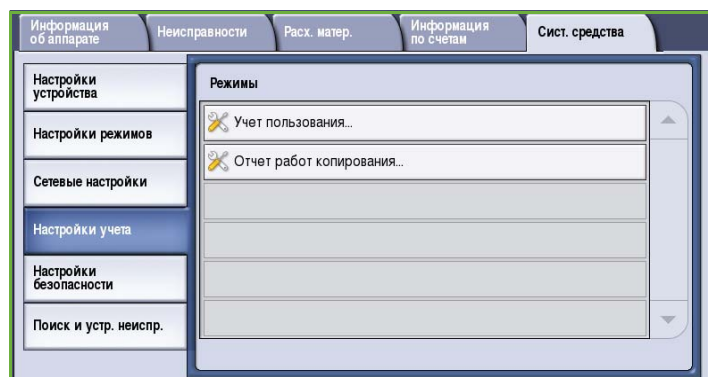 Информация
об аппарате
Неисправности
Расх. матер.
Информация
по счетам
Сист. средства
Настройки
устройства
Настройки режимов
Сетевые настройки
Настройки учета
Настройки
безопасности
Поиск и устр. неиспр.
Режимы
Учет пользования...
Отчет работ копирования...